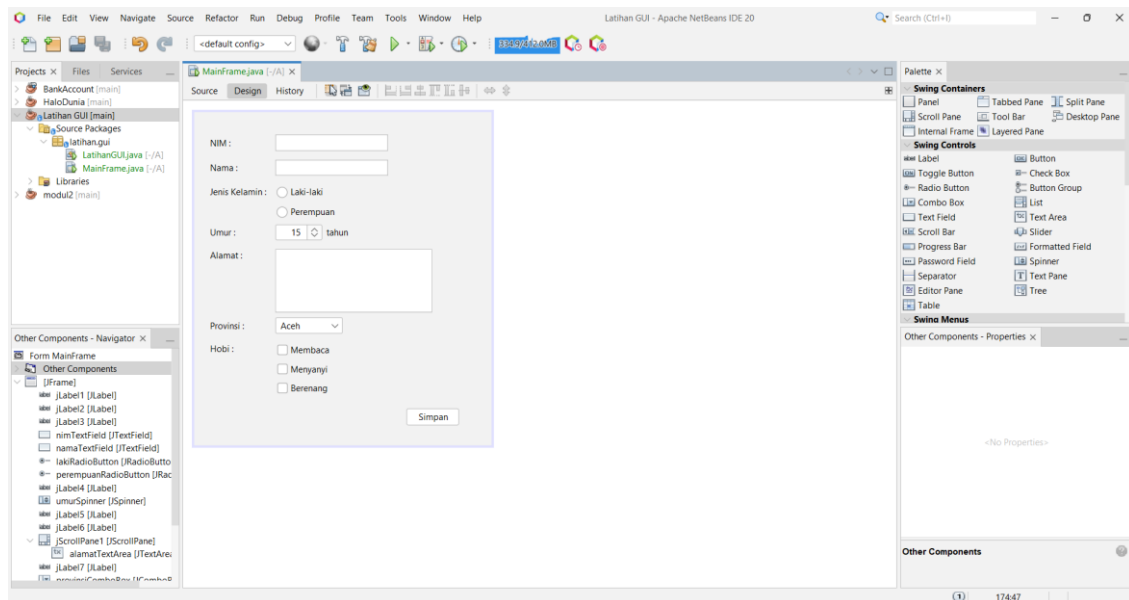 File Edit View Navigate Source Refactor Run Debug Profile Team Tools Window Help Latihan GUI - Apache NetBeans IDE 20 Search (Ctrl+I)
<default config>
Projects Files Services
BankAccount [main]
HaloDunia [main]
Latihan GUI [main]
Source Packages
latihan.gui
LatihanGUI.java [-/A]
MainFrame.java [-/A]
Libraries
modul2 [main]
Other Components - Navigator
Form MainFrame
Other Components
[JFrame]
jLabel1 [JLabel]
jLabel2 [JLabel]
jLabel3 [JLabel]
nimTextField [JTextField]
namaTextField [JTextField]
lakiRadioButton [JRadioButto
perempuanRadioButton [JRac
jLabel4 [JLabel]
umurSpinner [JSpinner]
jLabel5 [JLabel]
jLabel6 [JLabel]
jScrollPane1 [JScrollPane]
alamatTextArea [JTextArea
jLabel7 [JLabel]
provinsiComboBox [JComboB
MainFrame.java [-/A]
Source Design History
NIM :
Nama :
Jenis Kelamin : Laki-laki
Perempuan
Umur : 15 tahun
Alamat :
Provinsi : Aceh
Hobi : Membaca
Menyanyi
Berenang
Simpan
Palette
Swing Containers
Panel Tabbed Pane Split Pane
Scroll Pane Tool Bar Desktop Pane
Internal Frame Layered Pane
Swing Controls
Label Button
Toggle Button Check Box
Radio Button Button Group
Combo Box List
Text Field Text Area
Scroll Bar Slider
Progress Bar Formatted Field
Password Field Spinner
Separator Text Pane
Editor Pane Tree
Table
Swing Menus
Other Components - Properties
<No Properties>
Other Components
(1) 174:47